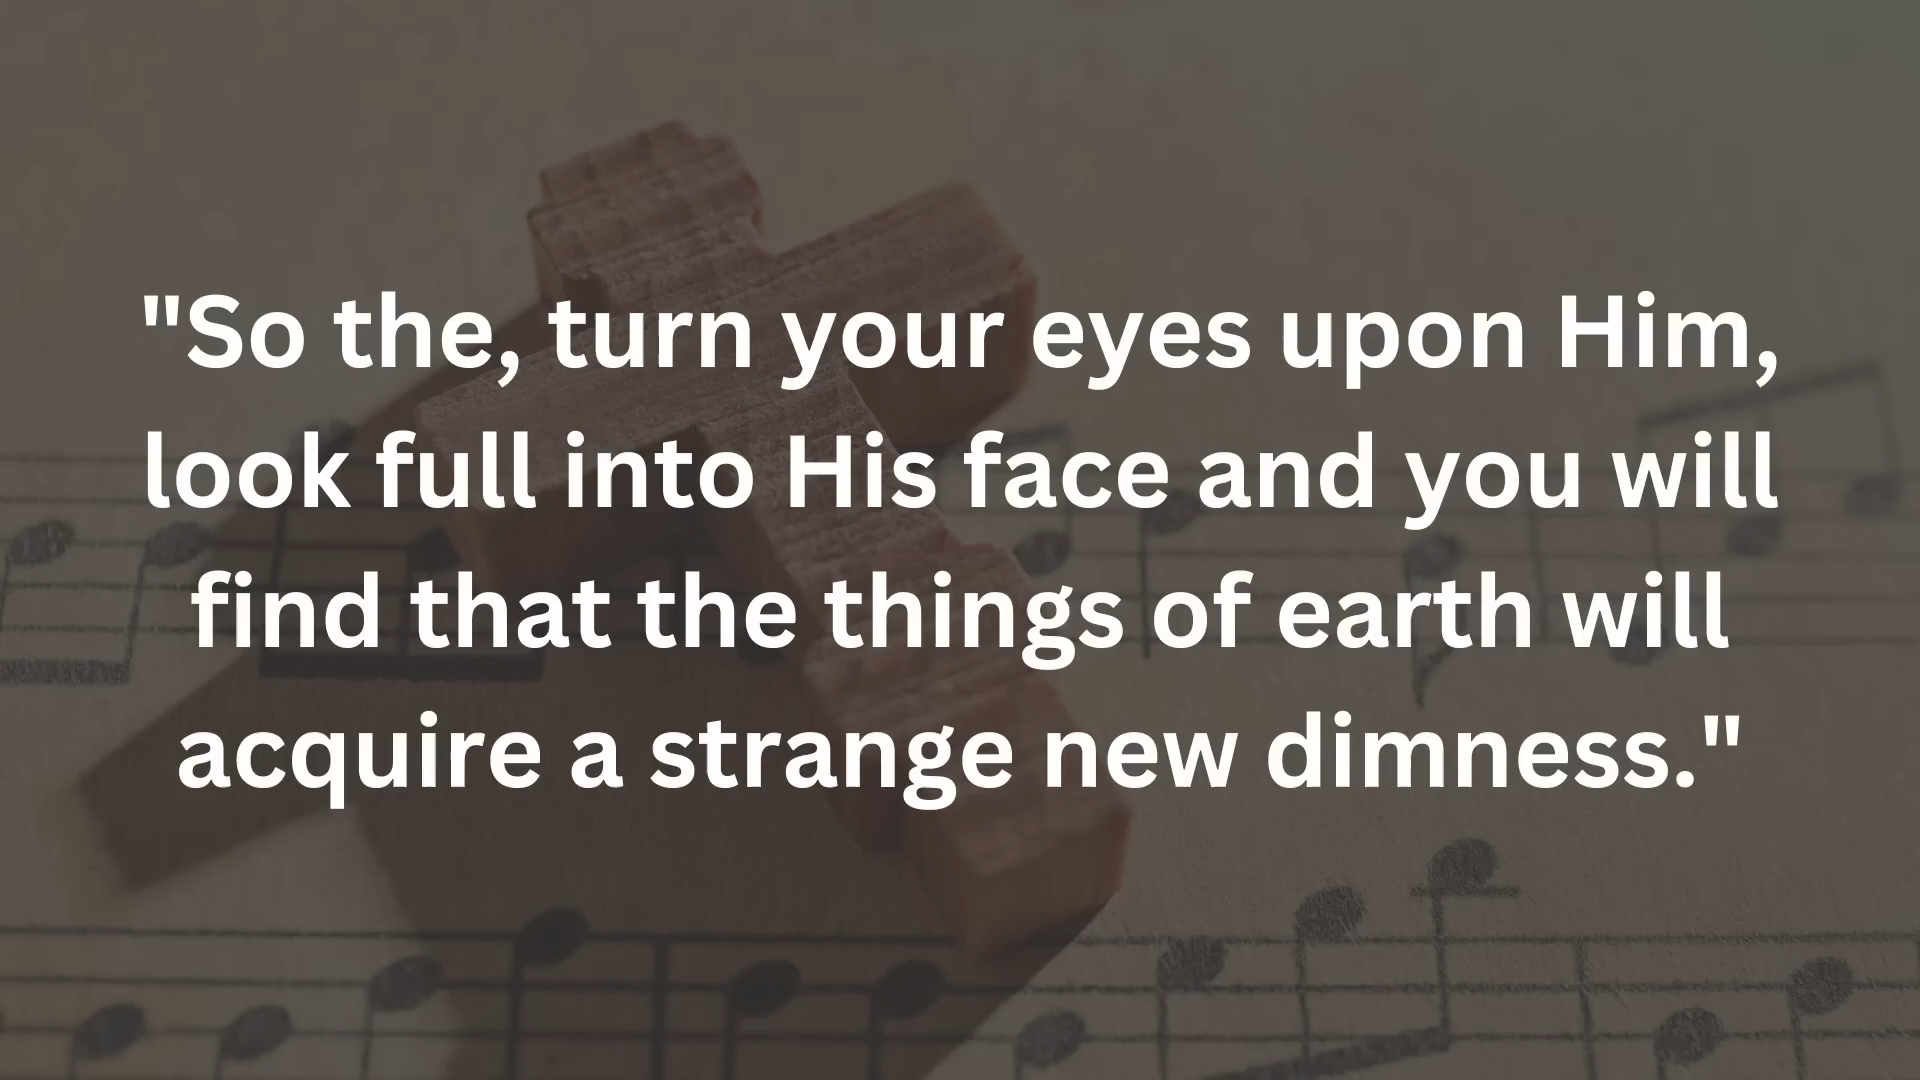 "So the, turn your eyes upon Him,
look full into His face and you will
find that the things of earth will
acquire a strange new dimness."